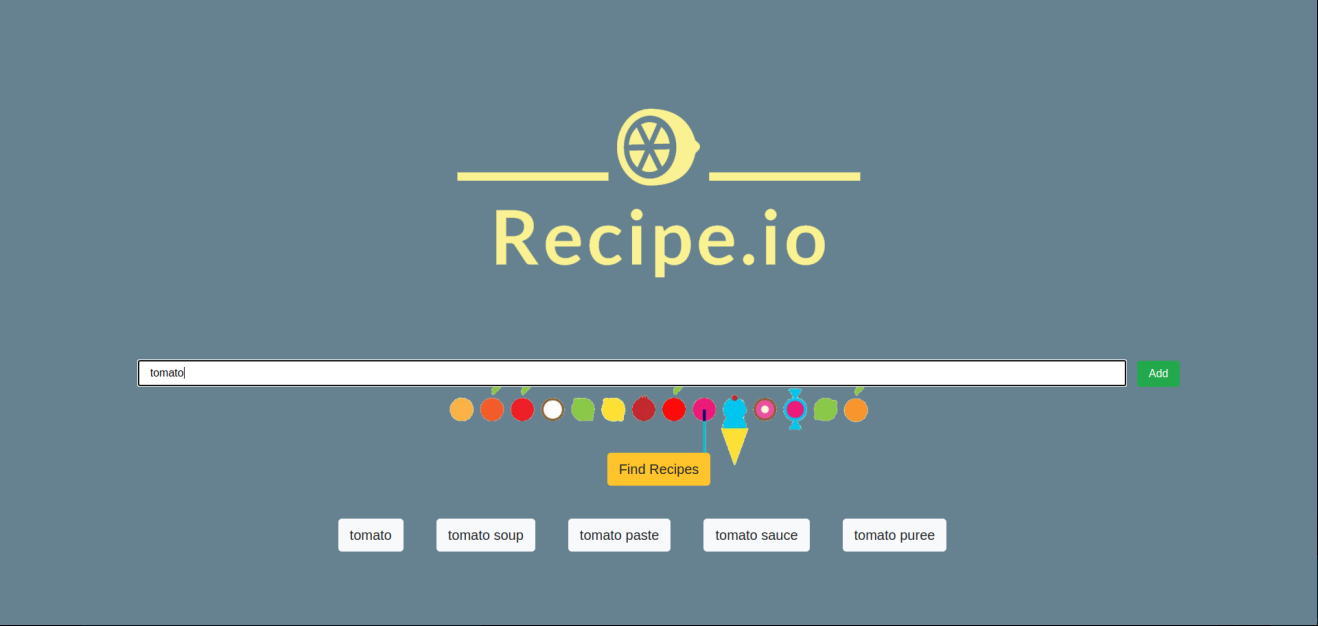 Recipe.io
tomato
Add
Find Recipes
tomato
tomato soup
tomato paste
tomato sauce
tomato puree